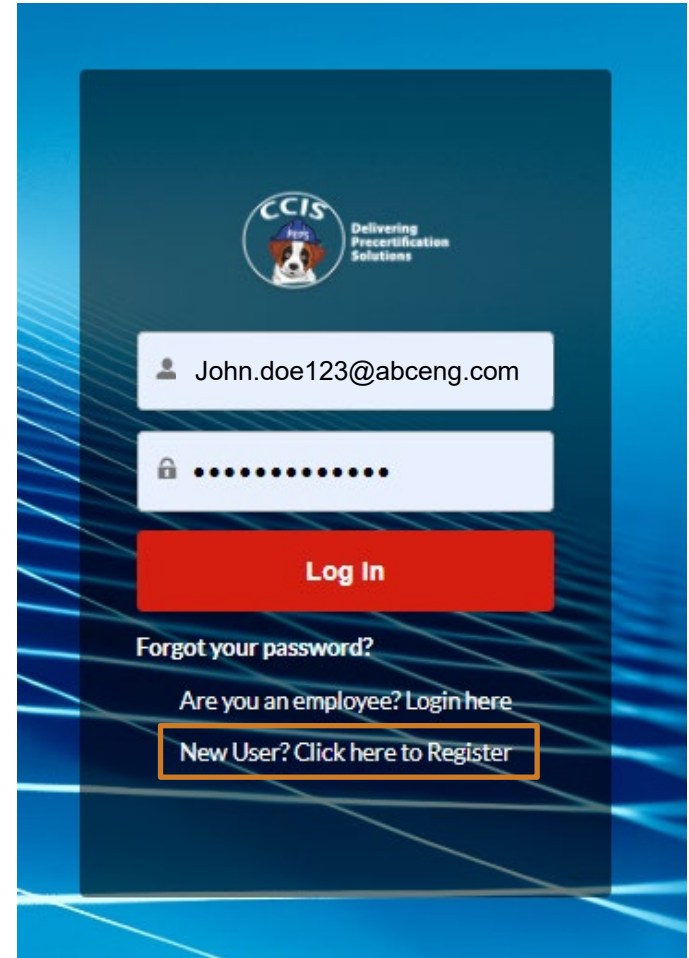 CCIS
PEPS
Delivering
Precertification
Solutions
John.doe123@abceng.com
•••••••••••••
Log In
Forgot your password?
Are you an employee? Login here
New User? Click here to Register